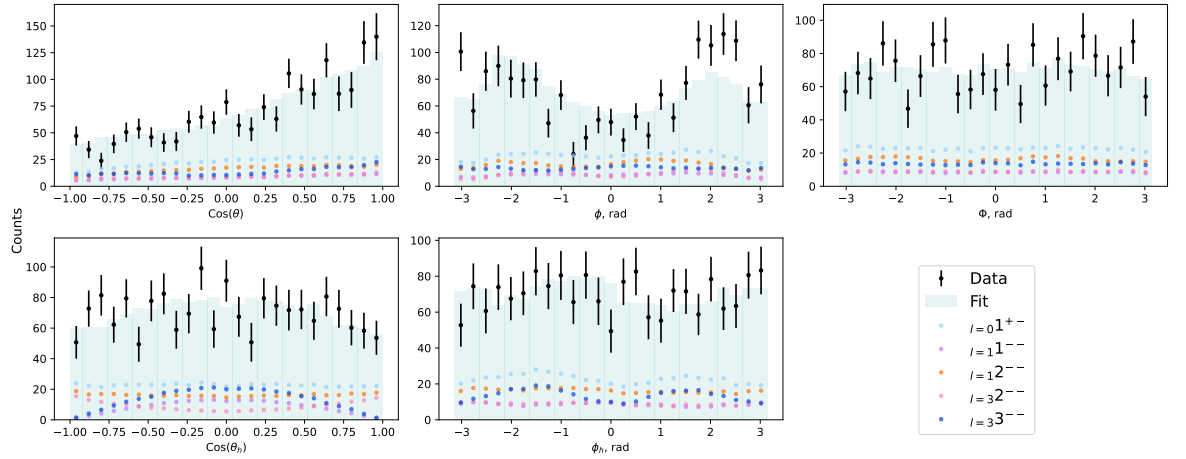 150
125
100
75
50
25
0
−1.00 −0.75 −0.50 −0.25 0.00 0.25 0.50 0.75 1.00
Cos(θ)
120
100
80
60
40
20
0
−3 −2 −1 0 1 2 3
ϕ, rad
100
80
60
40
20
0
−3 −2 −1 0 1 2 3
Φ, rad
Counts
100
80
60
40
20
0
−1.00 −0.75 −0.50 −0.25 0.00 0.25 0.50 0.75 1.00
Cos(θh)
100
80
60
40
20
0
−3 −2 −1 0 1 2 3
ϕh, rad
Data
Fit
l=0 1+−
l=1 1−−
l=1 2−−
l=3 2−−
l=3 3−−